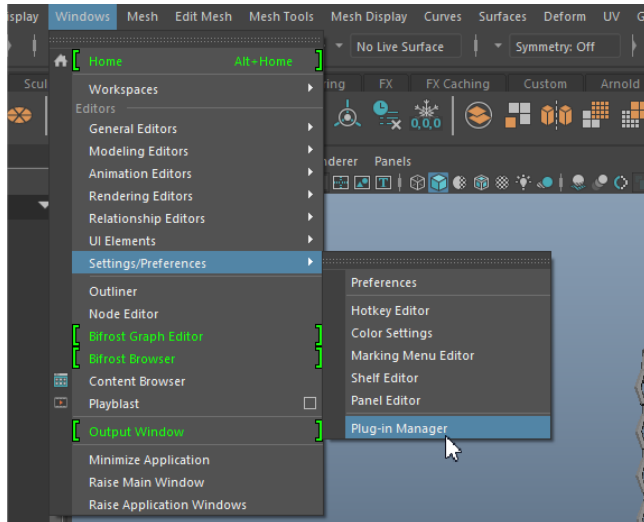 isplay Windows Mesh Edit Mesh Mesh Tools Mesh Display Curves Surfaces Deform UV G
No Live Surface Symmetry: Off
Home Alt+Home
Scul ring FX FX Caching Custom Arnold
Workspaces
Editors
0,0,0
General Editors
Modeling Editors
nderer Panels
Animation Editors
Rendering Editors
Relationship Editors
UI Elements
Settings/Preferences
Preferences
Outliner
Hotkey Editor
Node Editor
Color Settings
Bifrost Graph Editor
Marking Menu Editor
Bifrost Browser
Shelf Editor
Content Browser
Panel Editor
Playblast
Plug-in Manager
Output Window
Minimize Application
Raise Main Window
Raise Application Windows